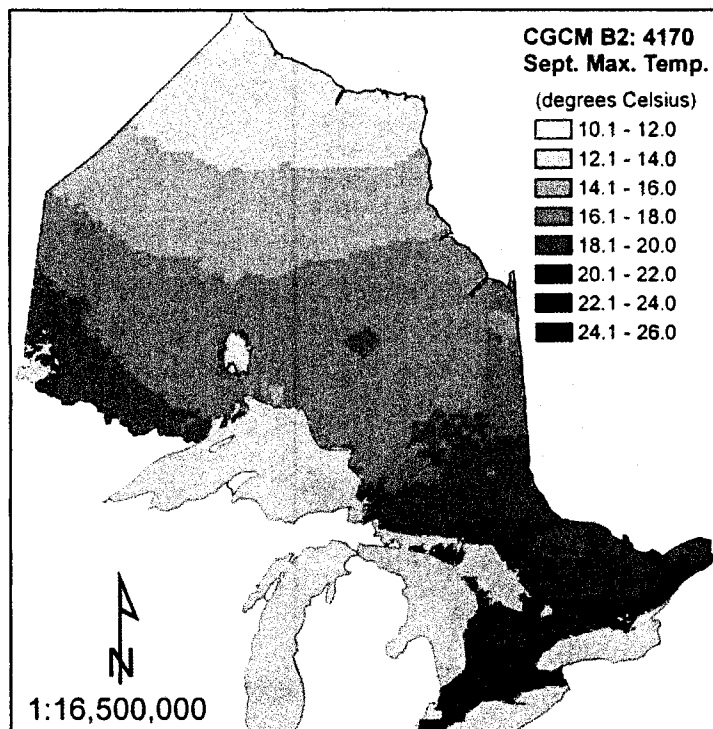 CGCM B2: 4170
Sept. Max. Temp.
(degrees Celsius)
10.1 - 12.0
12.1 - 14.0
14.1 - 16.0
16.1 - 18.0
18.1 - 20.0
20.1 - 22.0
22.1 - 24.0
24.1 - 26.0
N
1:16,500,000